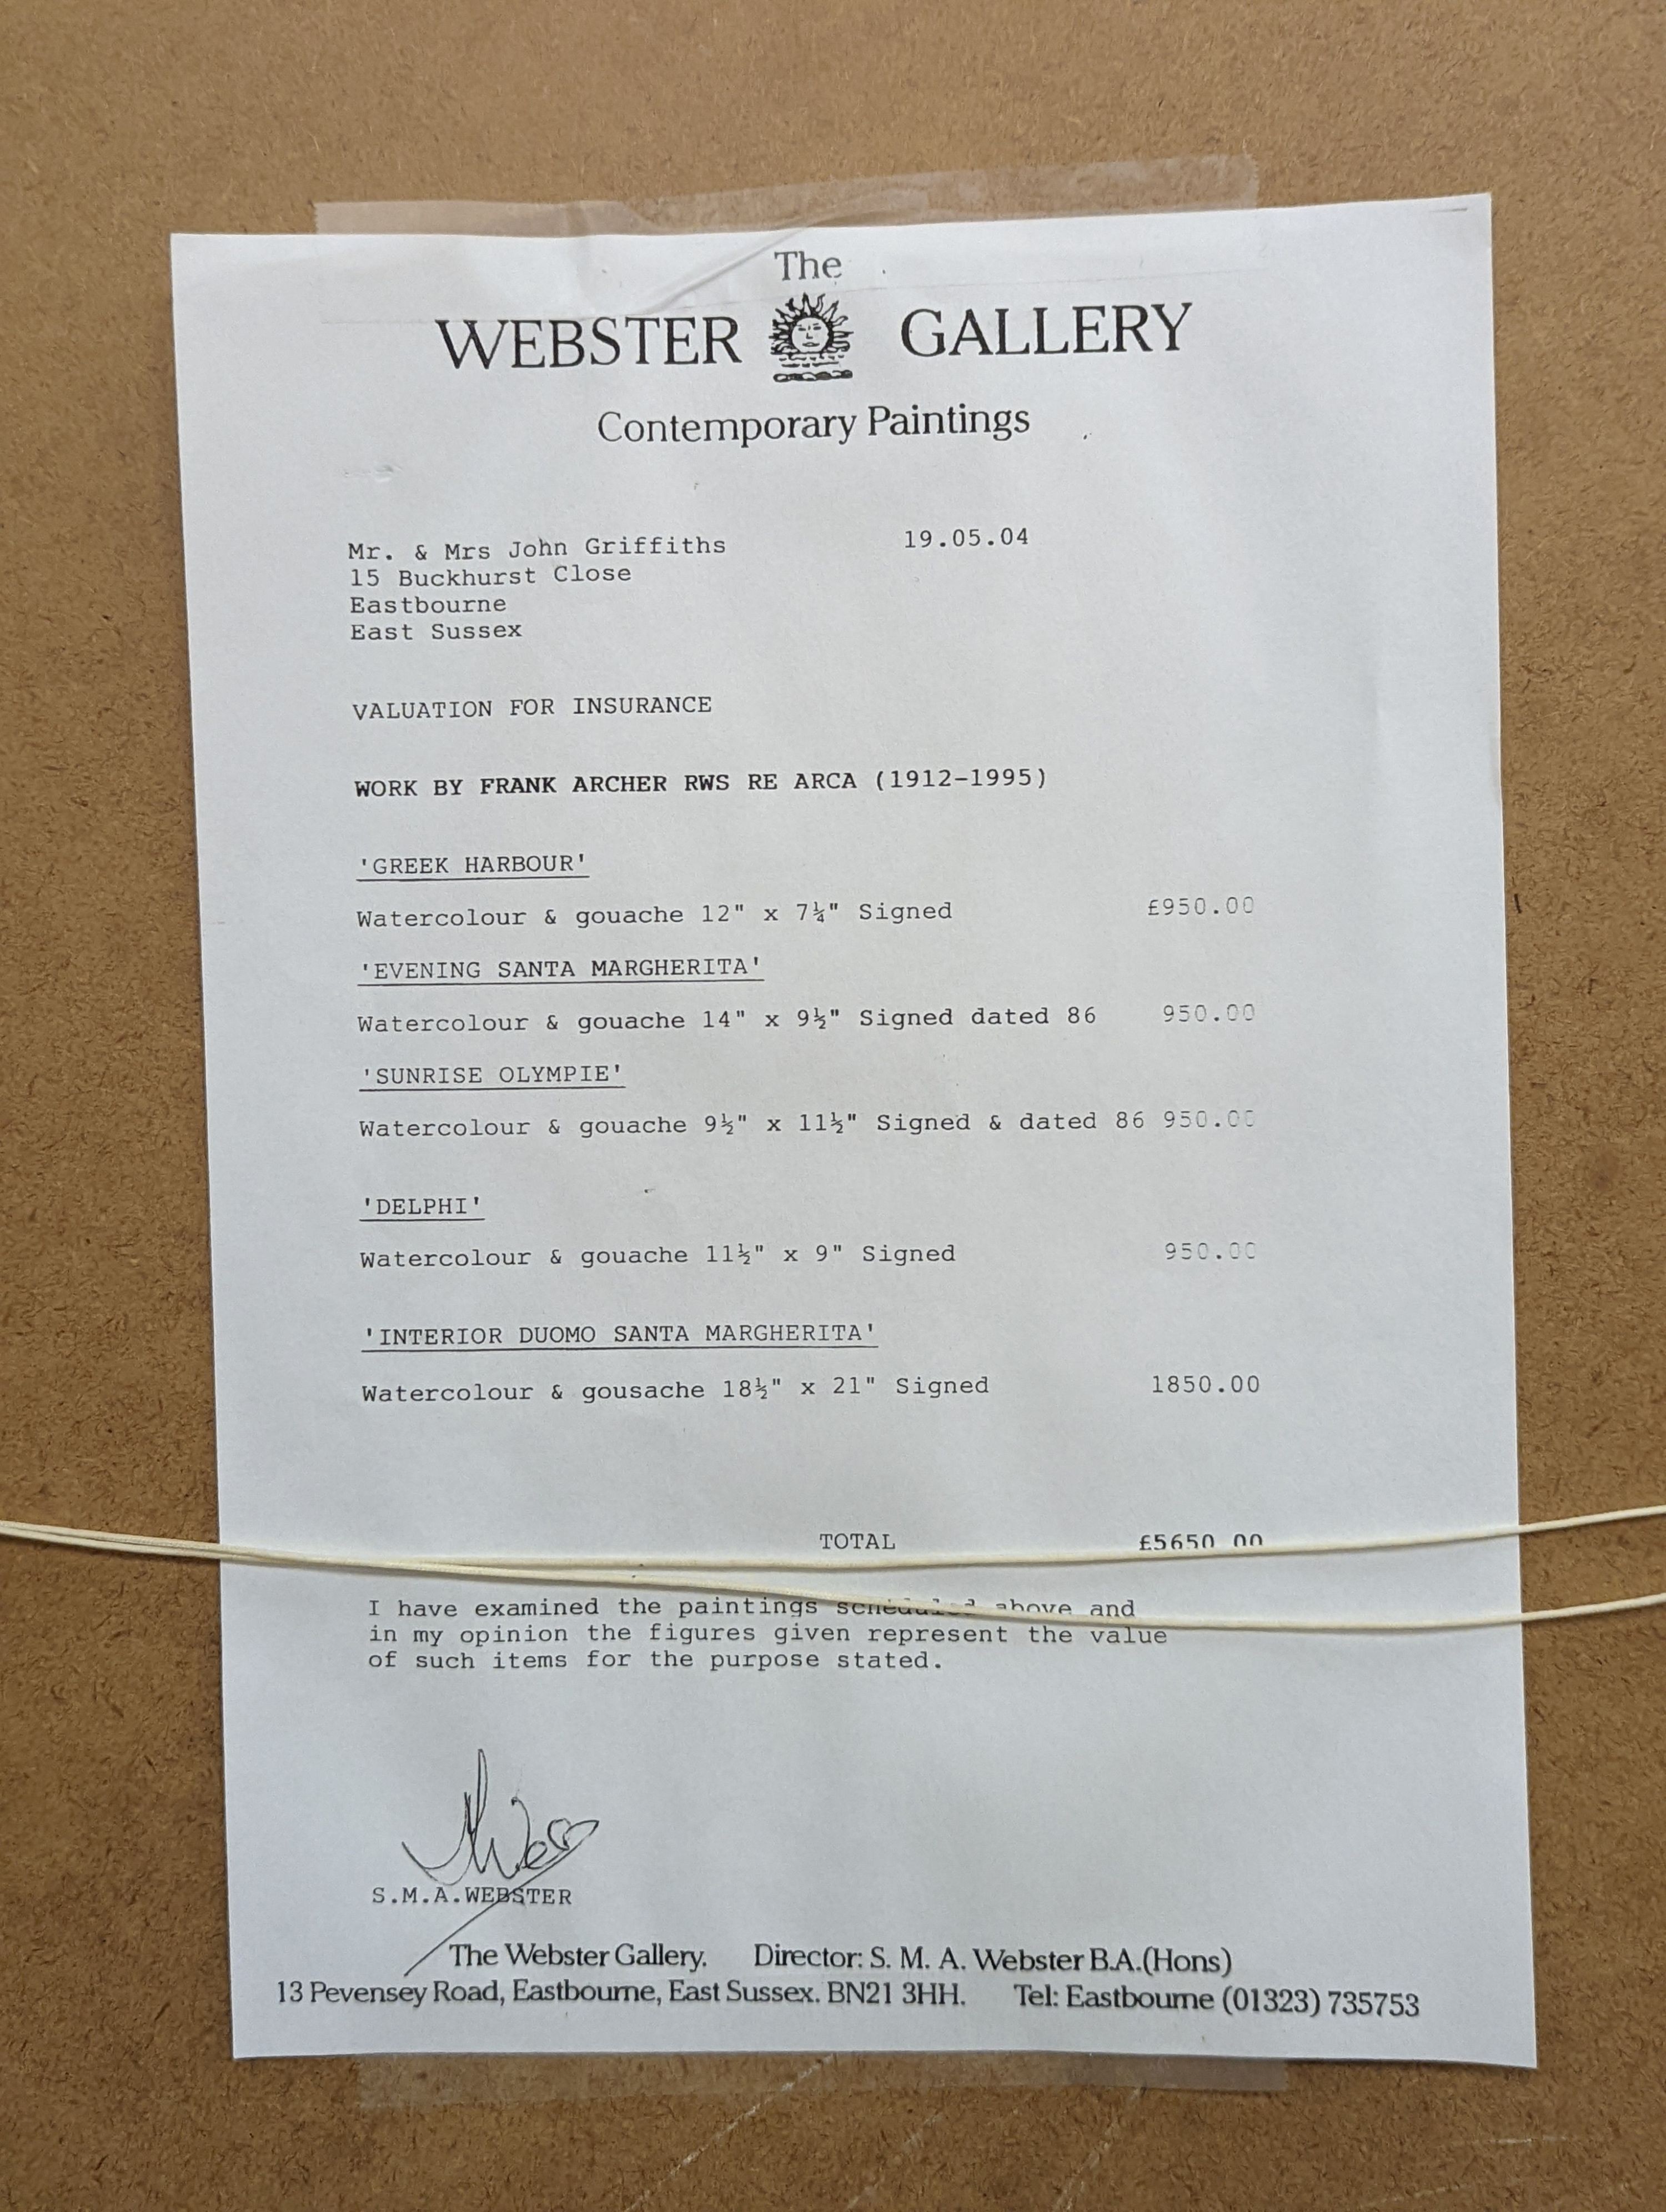 The
WEBSTER GALLERY
Contemporary Paintings
Mr. & Mrs John Griffiths 19.05.04
15 Buckhurst Close
Eastbourne
East Sussex
VALUATION FOR INSURANCE
WORK BY FRANK ARCHER RWS RE ARCA (1912-1995)
'GREEK HARBOUR'
Watercolour & gouache 12" x 7¼" Signed £950.00
'EVENING SANTA MARGHERITA'
Watercolour & gouache 14" x 9½" Signed dated 86 950.00
'SUNRISE OLYMPIE'
Watercolour & gouache 9½" x 11½" Signed & dated 86 950.00
'DELPHI'
Watercolour & gouache 11½" x 9" Signed 950.00
'INTERIOR DUOMO SANTA MARGHERITA'
Watercolour & gousache 18½" x 21" Signed 1850.00
TOTAL £5650.00
I have examined the paintings scheduled above and
in my opinion the figures given represent the value
of such items for the purpose stated.
S.M.A.WEBSTER
The Webster Gallery. Director: S. M. A. Webster B.A.(Hons)
13 Pevensey Road, Eastbourne, East Sussex. BN21 3HH. Tel: Eastbourne (01323) 735753